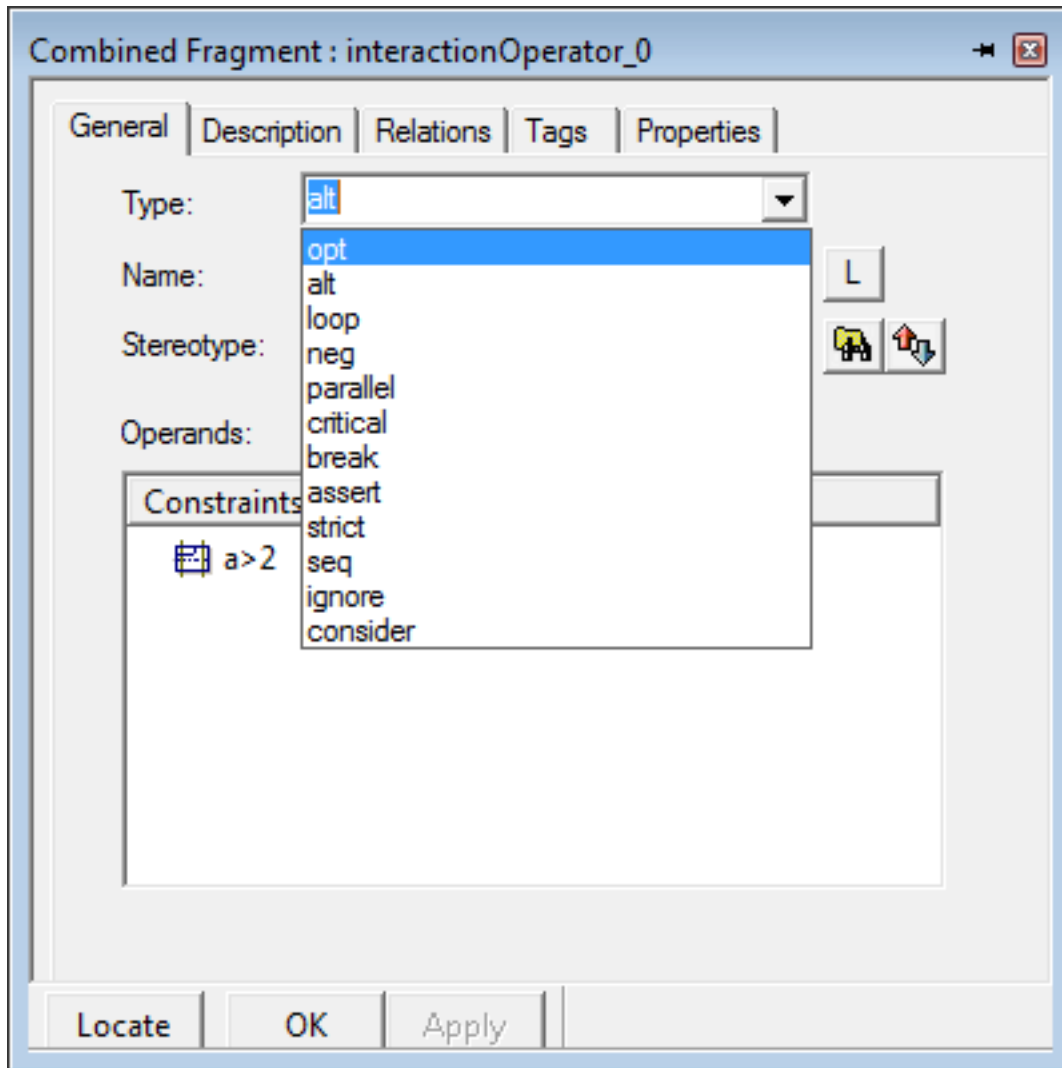 Combined Fragment : interactionOperator_0
General Description Relations Tags Properties
Type: alt
opt
Name: L
alt
loop
Stereotype:
neg
parallel
critical
Operands:
break
assert
Constraints
strict
seq
a>2
ignore
consider
Locate OK Apply